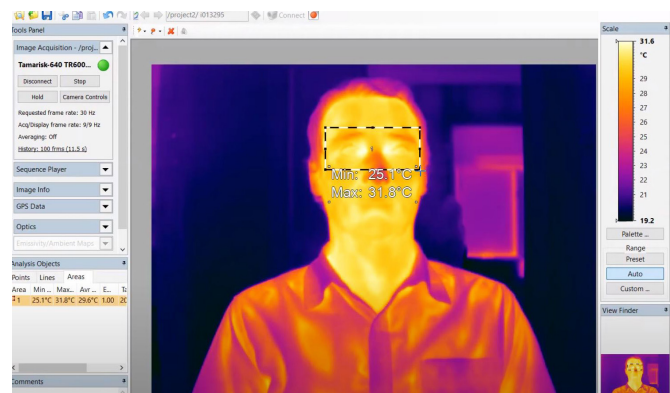 /project2/ i013295
Connect
Tools Panel
Image Acquisition - /proj...
Tamarisk-640 TR600...
Disconnect
Stop
Hold
Camera Controls
Requested frame rate: 30 Hz
Acq/Display frame rate: 9/9 Hz
Averaging: Off
History: 100 frms (11.5 s)
Sequence Player
Image Info
GPS Data
Optics
Emissivity/Ambient Maps
Analysis Objects
Points Lines Areas
Area Min ... Max... Avr ... E...
1 25.1°C 31.8°C 29.6°C 1.00 20
Comments
1
Min: 25.1°C
Max: 31.8°C
Scale
31.6
°C
29
28
27
26
25
24
23
22
21
19.2
Palette ...
Range
Preset
Auto
Custom ...
View Finder